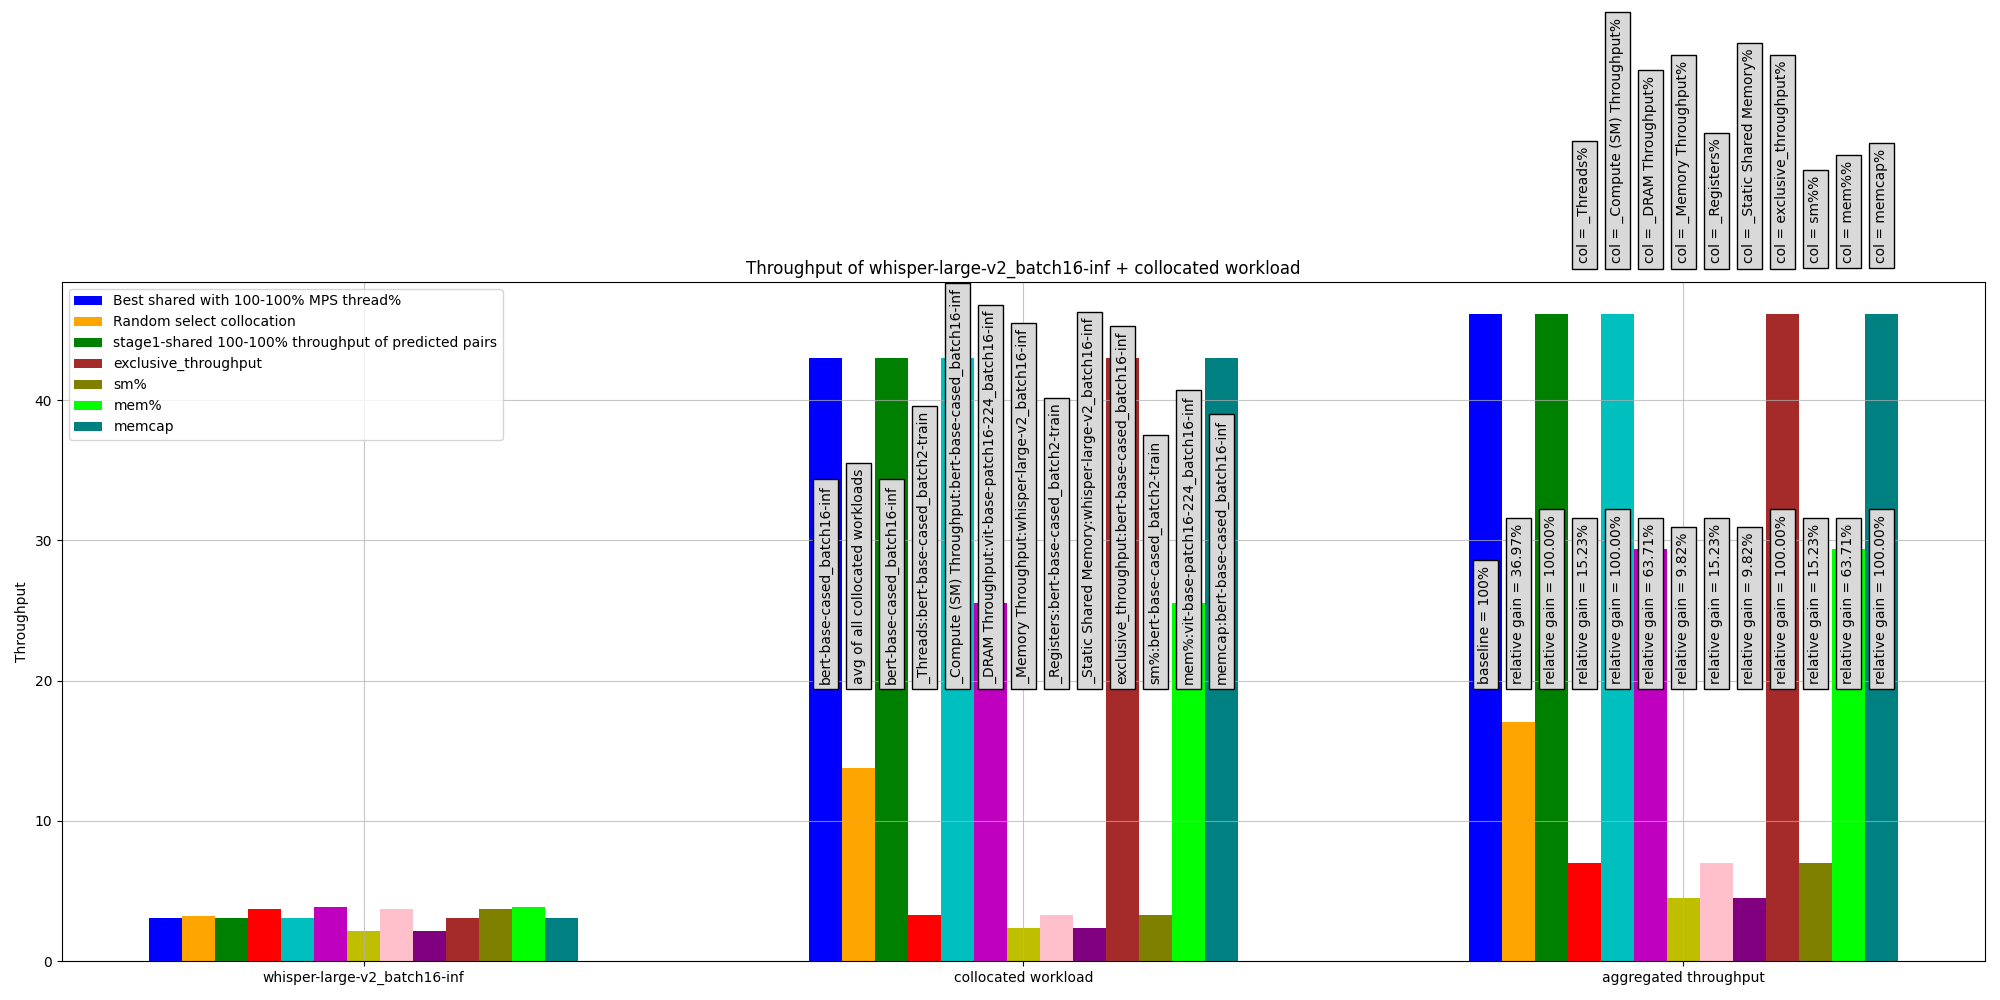 col = _Threads%
col = _Compute (SM) Throughput%
col = _DRAM Throughput%
col = _Memory Throughput%
col = _Registers%
col = _Static Shared Memory%
col = exclusive_throughput%
col = sm%%
col = mem%%
col = memcap%
Throughput of whisper-large-v2_batch16-inf + collocated workload
Best shared with 100-100% MPS thread%
Random select collocation
stage1-shared 100-100% throughput of predicted pairs
exclusive_throughput
sm%
mem%
memcap
Throughput
40
30
20
10
0
bert-base-cased_batch16-inf
avg of all collocated workloads
bert-base-cased_batch16-inf
_Threads:bert-base-cased_batch2-train
_Compute (SM) Throughput:bert-base-cased_batch16-inf
_DRAM Throughput:vit-base-patch16-224_batch16-inf
_Memory Throughput:whisper-large-v2_batch16-inf
_Registers:bert-base-cased_batch2-train
_Static Shared Memory:whisper-large-v2_batch16-inf
exclusive_throughput:bert-base-cased_batch16-inf
sm%:bert-base-cased_batch2-train
mem%:vit-base-patch16-224_batch16-inf
memcap:bert-base-cased_batch16-inf
baseline = 100%
relative gain = 36.97%
relative gain = 100.00%
relative gain = 15.23%
relative gain = 100.00%
relative gain = 63.71%
relative gain = 9.82%
relative gain = 15.23%
relative gain = 9.82%
relative gain = 100.00%
relative gain = 15.23%
relative gain = 63.71%
relative gain = 100.00%
whisper-large-v2_batch16-inf
collocated workload
aggregated throughput